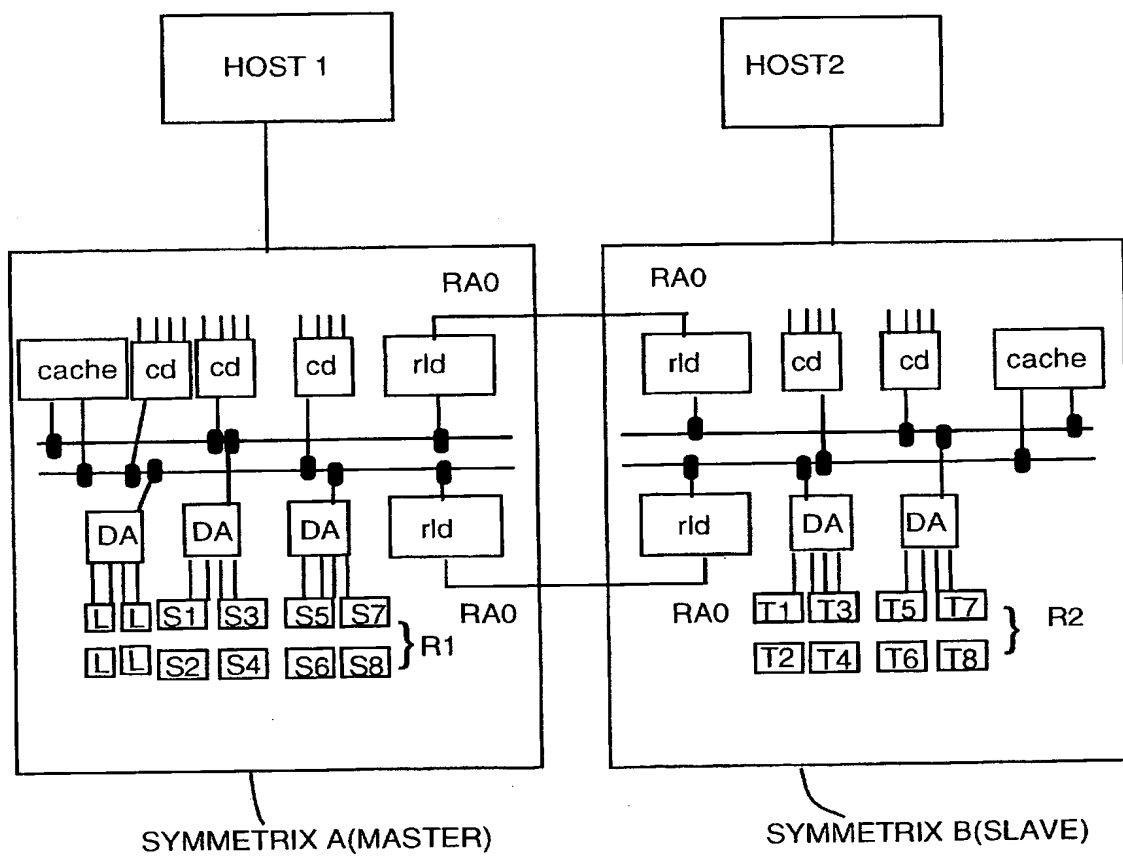 HOST 1
HOST2
RA0
RA0
cache
cd
cd
cd
rld
rld
cd
cd
cache
DA
DA
DA
rld
rld
DA
DA
L
L
S1
S3
S5
S7
RA0
RA0
T1
T3
T5
T7
R1
R2
L
L
S2
S4
S6
S8
T2
T4
T6
T8
SYMMETRIX A(MASTER)
SYMMETRIX B(SLAVE)